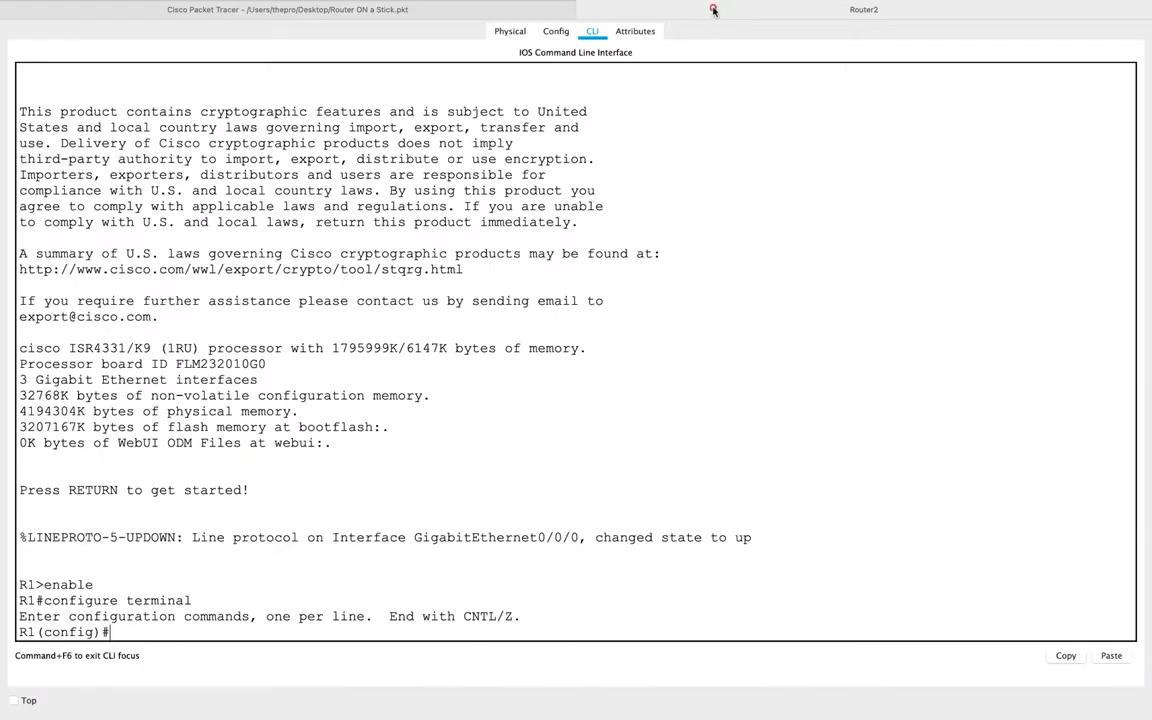 Cisco Packet Tracer - /Users/thepro/Desktop/Router ON a Stick.pkt
Router2
Physical Config CLI Attributes
IOS Command Line Interface
This product contains cryptographic features and is subject to United
States and local country laws governing import, export, transfer and
use. Delivery of Cisco cryptographic products does not imply
third-party authority to import, export, distribute or use encryption.
Importers, exporters, distributors and users are responsible for
compliance with U.S. and local country laws. By using this product you
agree to comply with applicable laws and regulations. If you are unable
to comply with U.S. and local laws, return this product immediately.
A summary of U.S. laws governing Cisco cryptographic products may be found at:
http://www.cisco.com/wwl/export/crypto/tool/stqrg.html
If you require further assistance please contact us by sending email to
export@cisco.com.
cisco ISR4331/K9 (1RU) processor with 1795999K/6147K bytes of memory.
Processor board ID FLM232010G0
3 Gigabit Ethernet interfaces
32768K bytes of non-volatile configuration memory.
4194304K bytes of physical memory.
3207167K bytes of flash memory at bootflash:.
0K bytes of WebUI ODM Files at webui:.
Press RETURN to get started!
%LINEPROTO-5-UPDOWN: Line protocol on Interface GigabitEthernet0/0/0, changed state to up
R1>enable
R1#configure terminal
Enter configuration commands, one per line.  End with CNTL/Z.
R1(config)#
Command+F6 to exit CLI focus
Copy Paste
Top